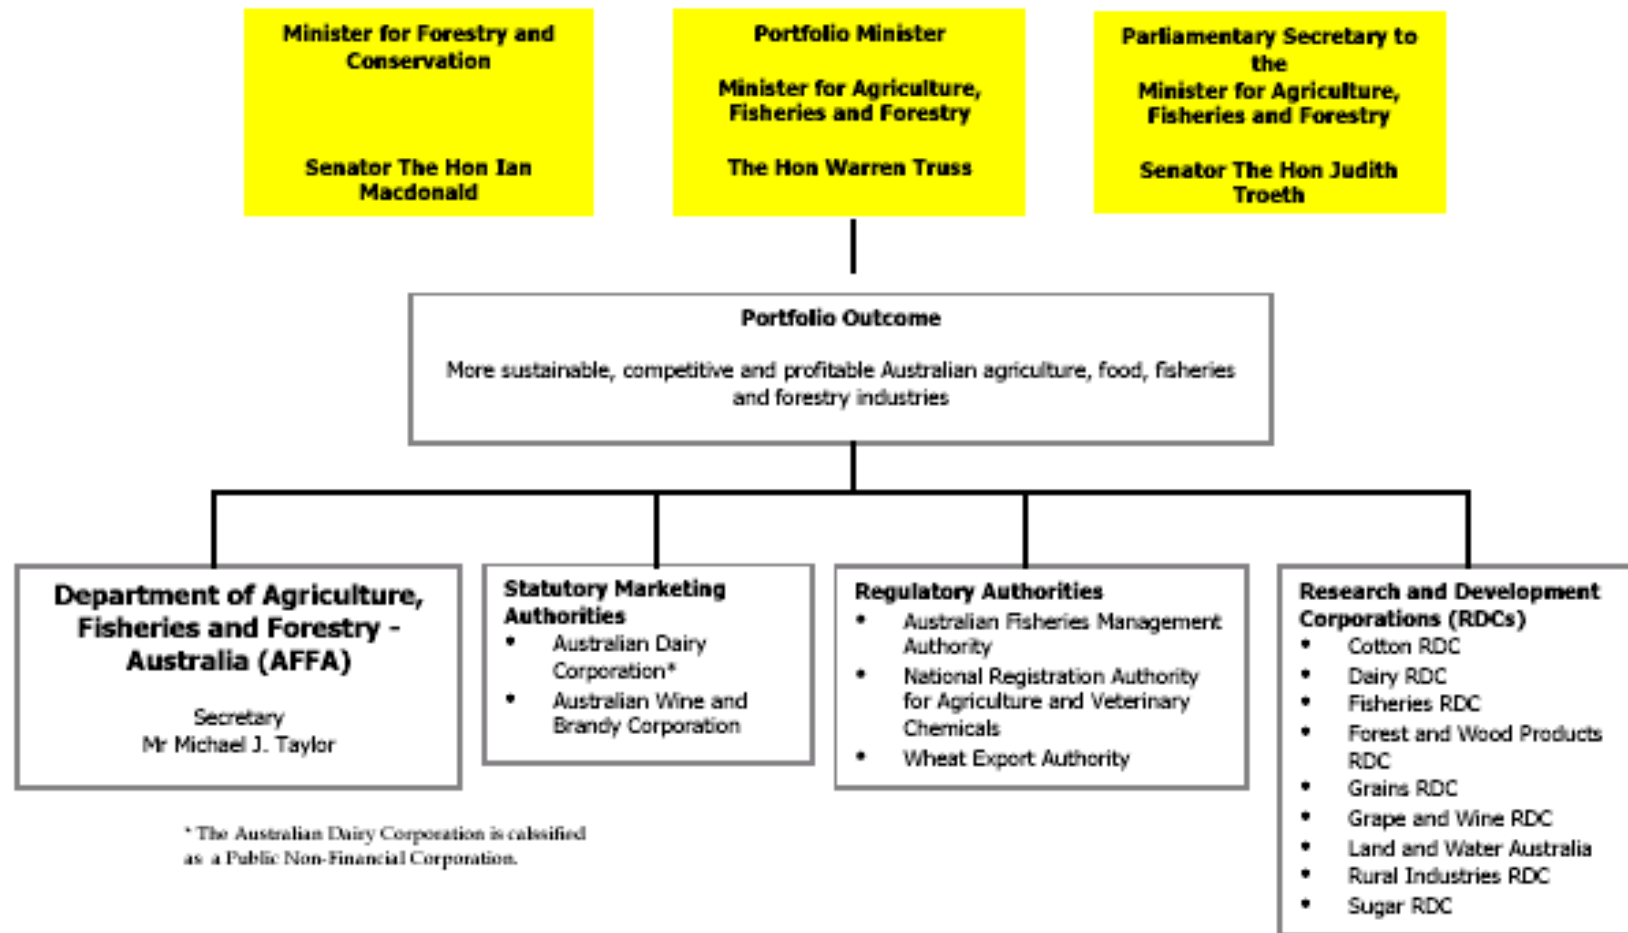 Minister for Forestry and
Conservation
Senator The Hon Ian
Macdonald
Portfolio Minister
Minister for Agriculture,
Fisheries and Forestry
The Hon Warren Truss
Parliamentary Secretary to
the
Minister for Agriculture,
Fisheries and Forestry
Senator The Hon Judith
Troeth
Portfolio Outcome
More sustainable, competitive and profitable Australian agriculture, food, fisheries
and forestry industries
Department of Agriculture,
Fisheries and Forestry -
Australia (AFFA)
Secretary
Mr Michael J. Taylor
Statutory Marketing
Authorities
• Australian Dairy
Corporation*
• Australian Wine and
Brandy Corporation
Regulatory Authorities
• Australian Fisheries Management
Authority
• National Registration Authority
for Agriculture and Veterinary
Chemicals
• Wheat Export Authority
Research and Development
Corporations (RDCs)
• Cotton RDC
• Dairy RDC
• Fisheries RDC
• Forest and Wood Products
RDC
• Grains RDC
• Grape and Wine RDC
• Land and Water Australia
• Rural Industries RDC
• Sugar RDC
* The Australian Dairy Corporation is calssified
as a Public Non-Financial Corporation.